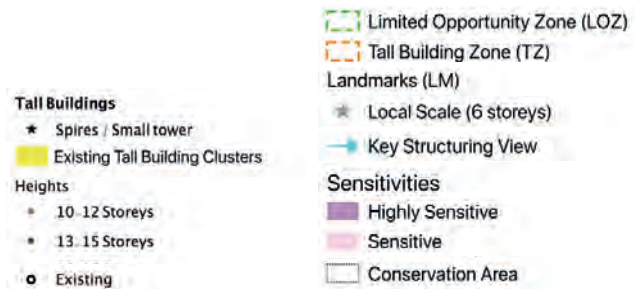 Tall Buildings
Spires / Small tower
Existing Tall Building Clusters
Heights
10-12 Storeys
13-15 Storeys
Existing
Limited Opportunity Zone (LOZ)
Tall Building Zone (TZ)
Landmarks (LM)
Local Scale (6 storeys)
Key Structuring View
Sensitivities
Highly Sensitive
Sensitive
Conservation Area